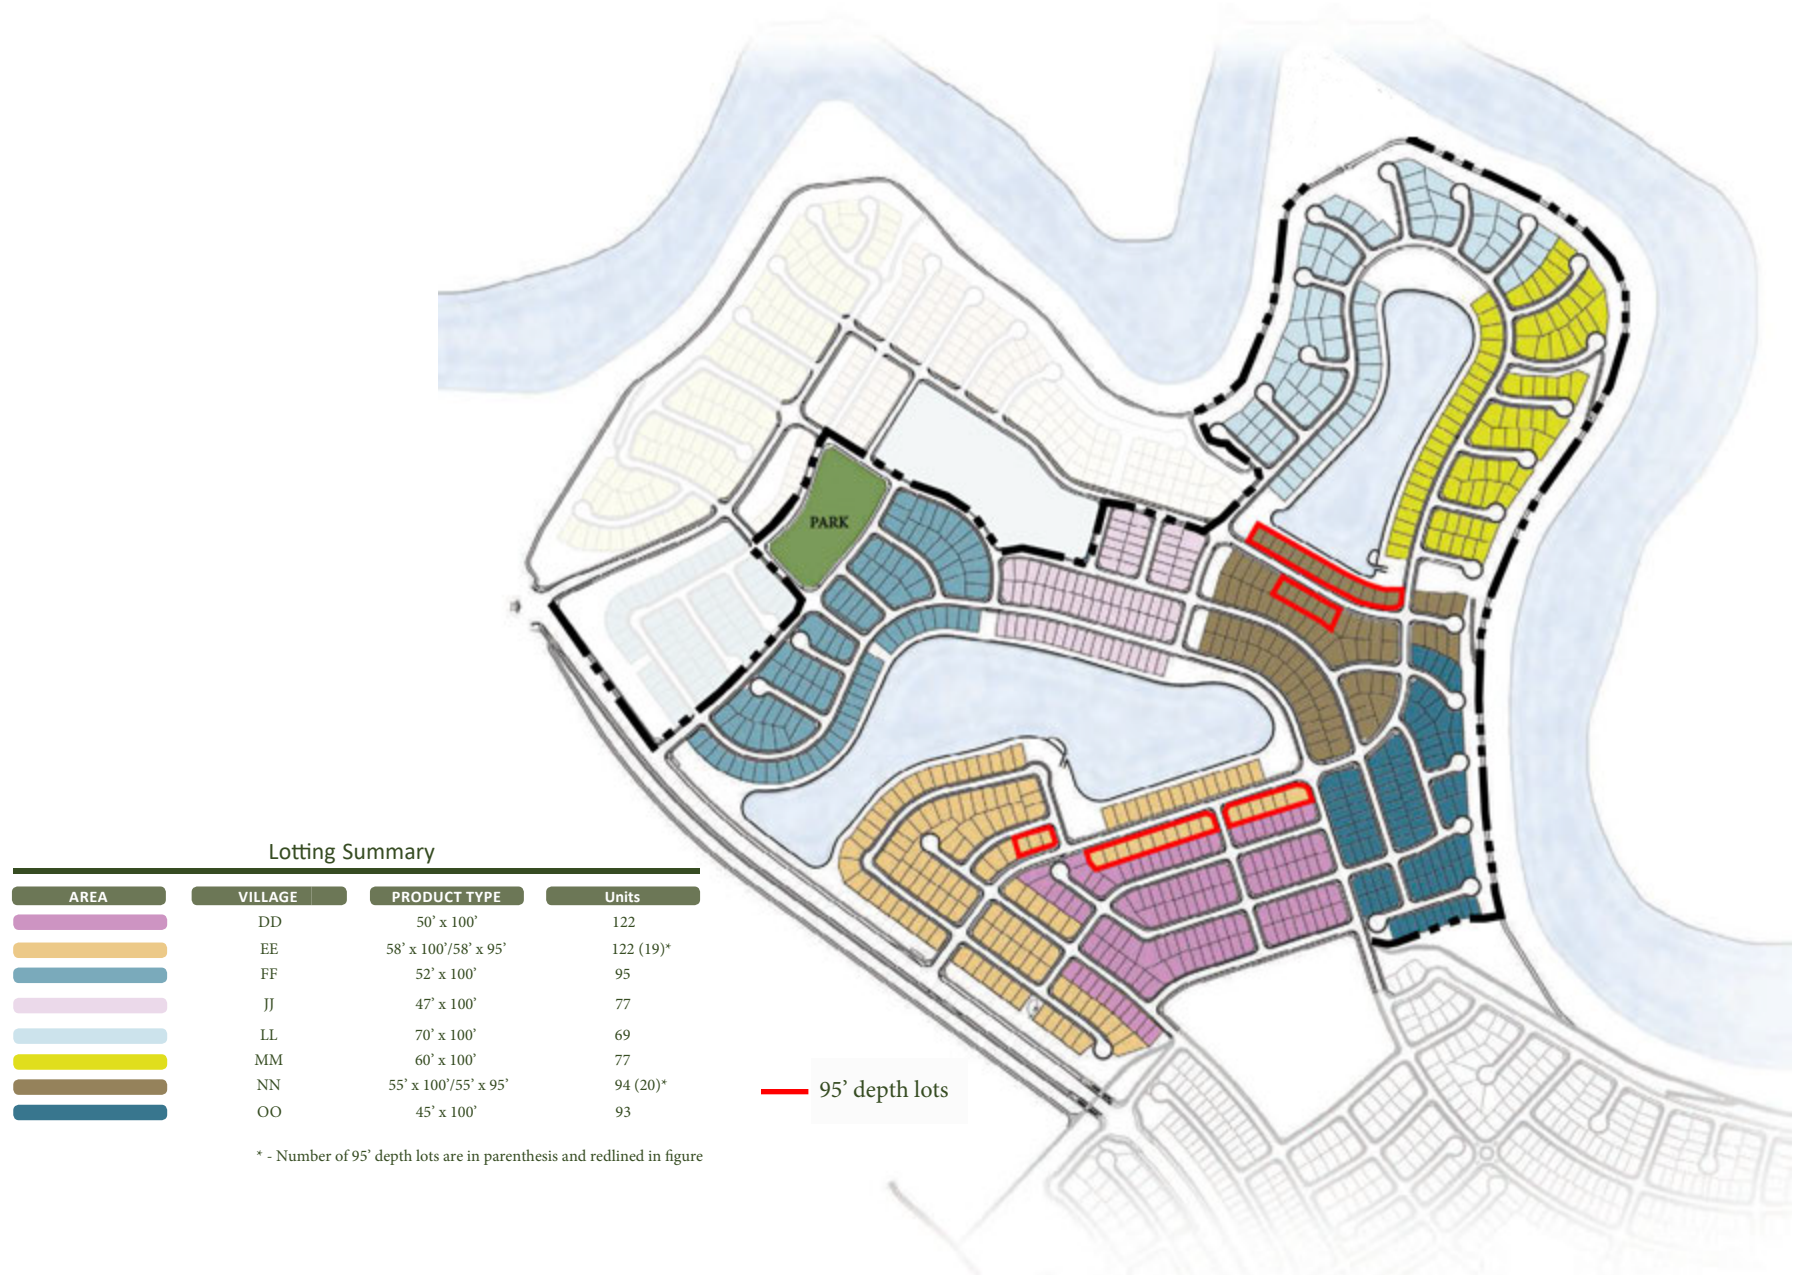 PARK
Lotting Summary
AREA VILLAGE PRODUCT TYPE Units
DD 50’ x 100’ 122
EE 58’ x 100’/58’ x 95’ 122 (19)*
FF 52’ x 100’ 95
JJ 47’ x 100’ 77
LL 70’ x 100’ 69
MM 60’ x 100’ 77
NN 55’ x 100’/55’ x 95’ 94 (20)*
OO 45’ x 100’ 93
95’ depth lots
* - Number of 95’ depth lots are in parenthesis and redlined in figure